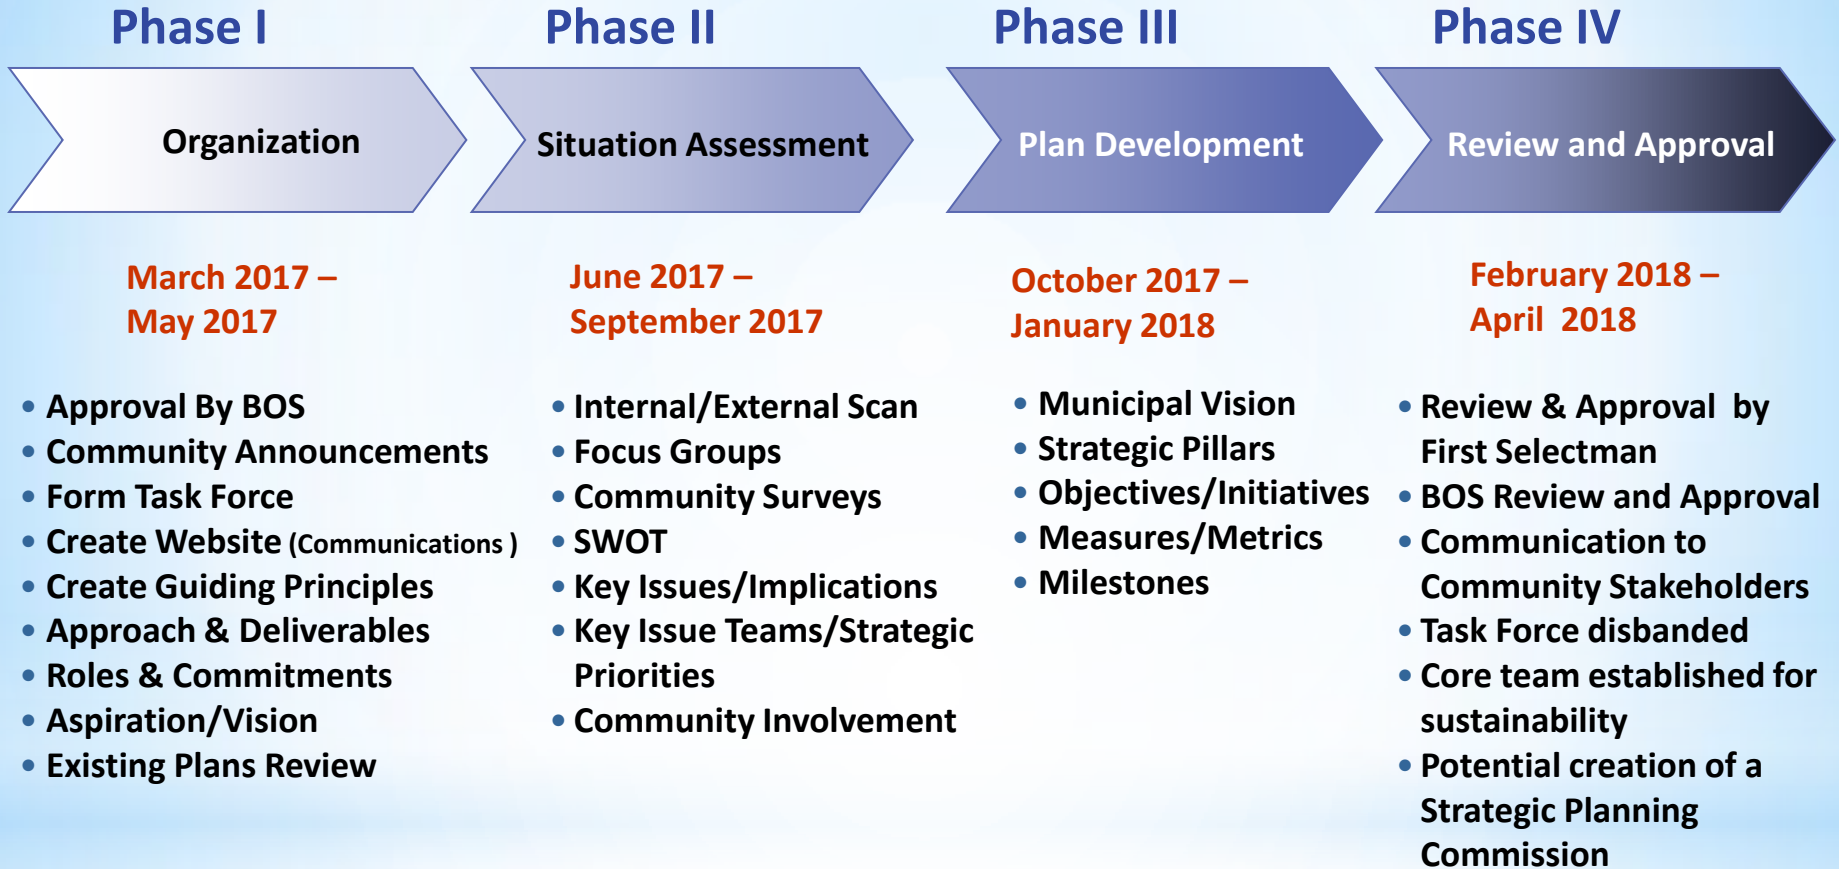 Phase I
Organization
March 2017 –
May 2017
• Approval By BOS
• Community Announcements
• Form Task Force
• Create Website (Communications )
• Create Guiding Principles
• Approach & Deliverables
• Roles & Commitments
• Aspiration/Vision
• Existing Plans Review
Phase II
Situation Assessment
June 2017 –
September 2017
• Internal/External Scan
• Focus Groups
• Community Surveys
• SWOT
• Key Issues/Implications
• Key Issue Teams/Strategic
Priorities
• Community Involvement
Phase III
Plan Development
October 2017 –
January 2018
• Municipal Vision
• Strategic Pillars
• Objectives/Initiatives
• Measures/Metrics
• Milestones
Phase IV
Review and Approval
February 2018 –
April  2018
• Review & Approval  by
First Selectman
• BOS Review and Approval
• Communication to
Community Stakeholders
• Task Force disbanded
• Core team established for
sustainability
• Potential creation of a
Strategic Planning
Commission